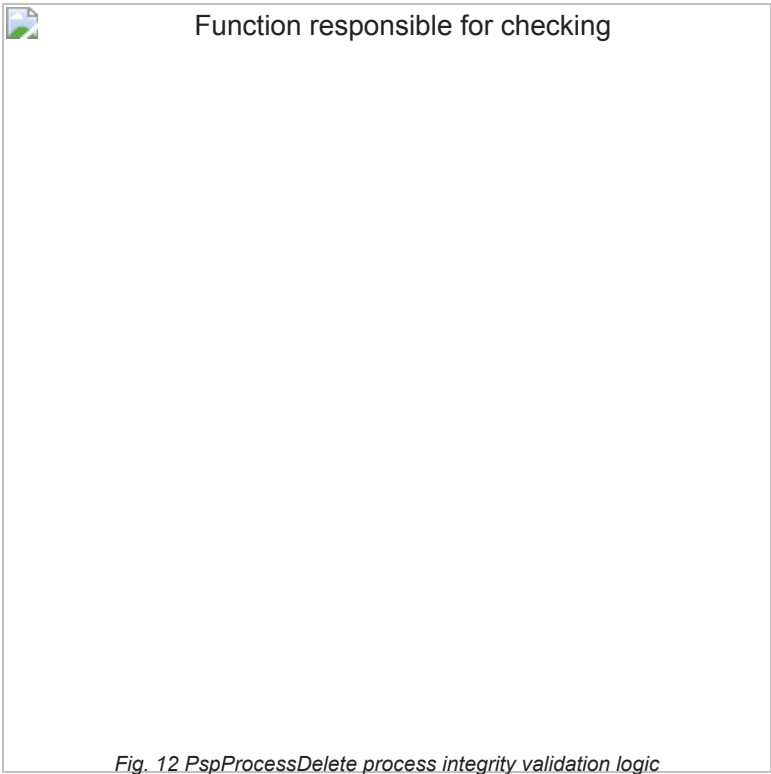 Function responsible for checking
Fig. 12 PspProcessDelete process integrity validation logic